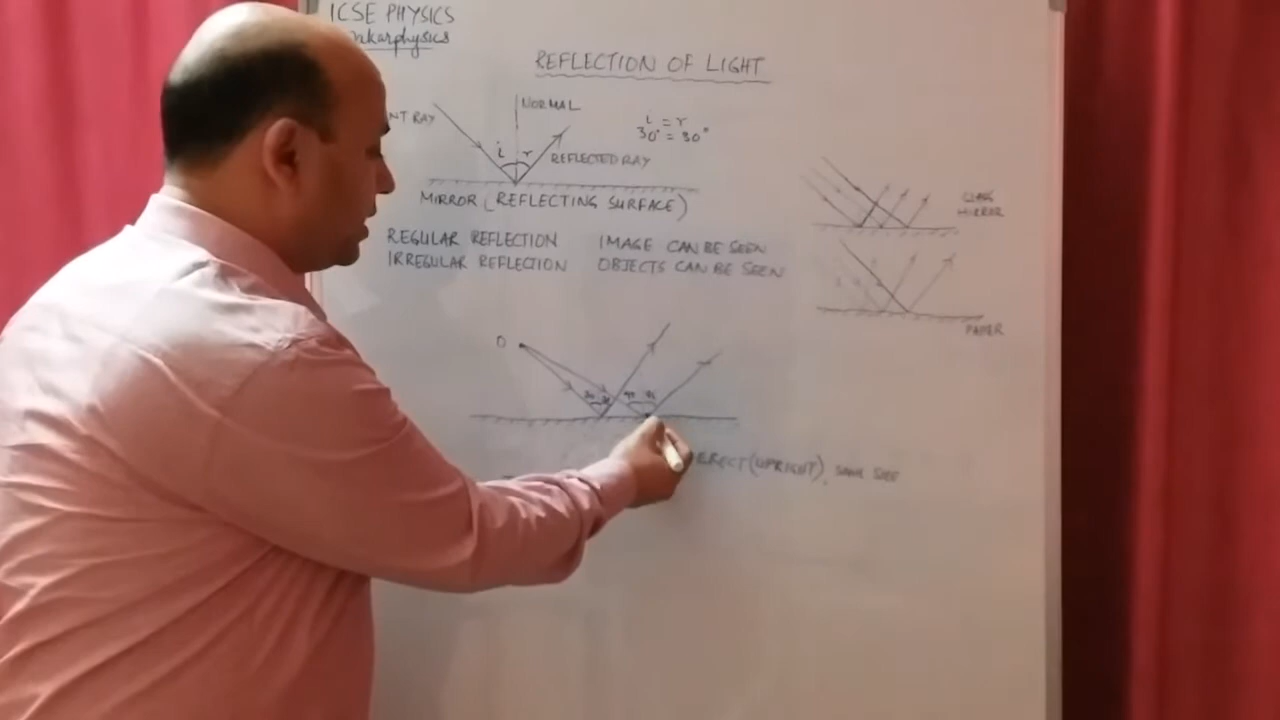 ICSE PHYSICS
nkarphysics
REFLECTION OF LIGHT
NORMAL
NT RAY
i r
REFLECTED RAY
i = r
30° = 30°
MIRROR (REFLECTING SURFACE)
GLASS
MIRROR
REGULAR REFLECTION IMAGE CAN BE SEEN
IRREGULAR REFLECTION OBJECTS CAN BE SEEN
PAPER
O
ERECT (UPRIGHT), SAME SIZE